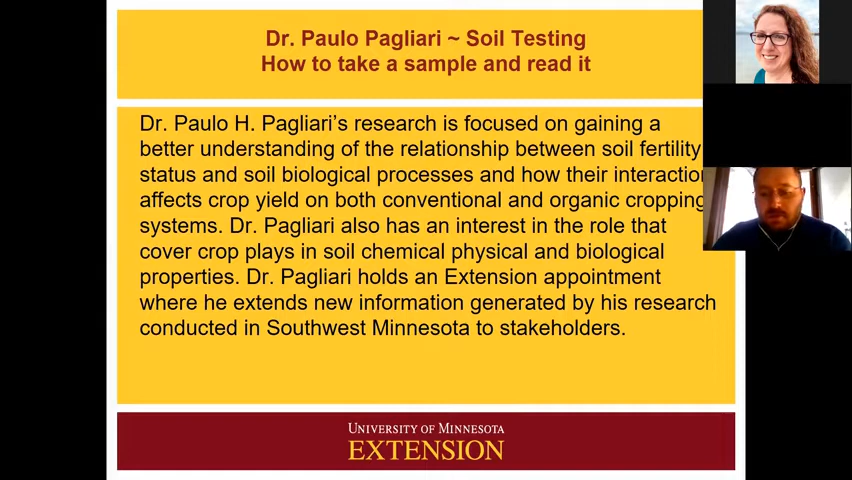 Dr. Paulo Pagliari ~ Soil Testing
How to take a sample and read it
Dr. Paulo H. Pagliari's research is focused on gaining a
better understanding of the relationship between soil fertility
status and soil biological processes and how their interaction
affects crop yield on both conventional and organic cropping
systems. Dr. Pagliari also has an interest in the role that
cover crop plays in soil chemical physical and biological
properties. Dr. Pagliari holds an Extension appointment
where he extends new information generated by his research
conducted in Southwest Minnesota to stakeholders.
UNIVERSITY OF MINNESOTA
EXTENSION